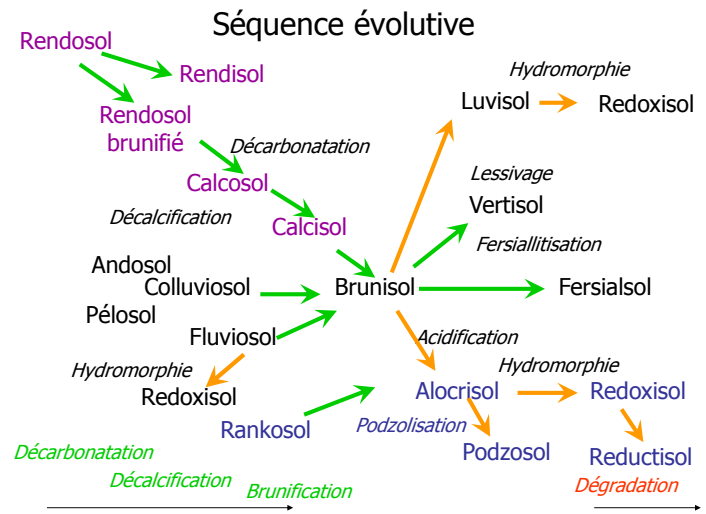 Séquence évolutive
Rendosol
Rendisol
Rendosol
brunifié
Décarbonatation
Calcosol
Décalcification
Calcisol
Hydromorphie
Luvisol
Redoxisol
Lessivage
Vertisol
Fersiallitisation
Andosol
Colluviosol
Brunisol
Fersialsol
Pélosol
Fluviosol
Acidification
Hydromorphie
Hydromorphie
Redoxisol
Alocrisol
Redoxisol
Rankosol
Podzolisation
Podzosol
Reductisol
Décarbonatation
Décalcification
Brunification
Dégradation